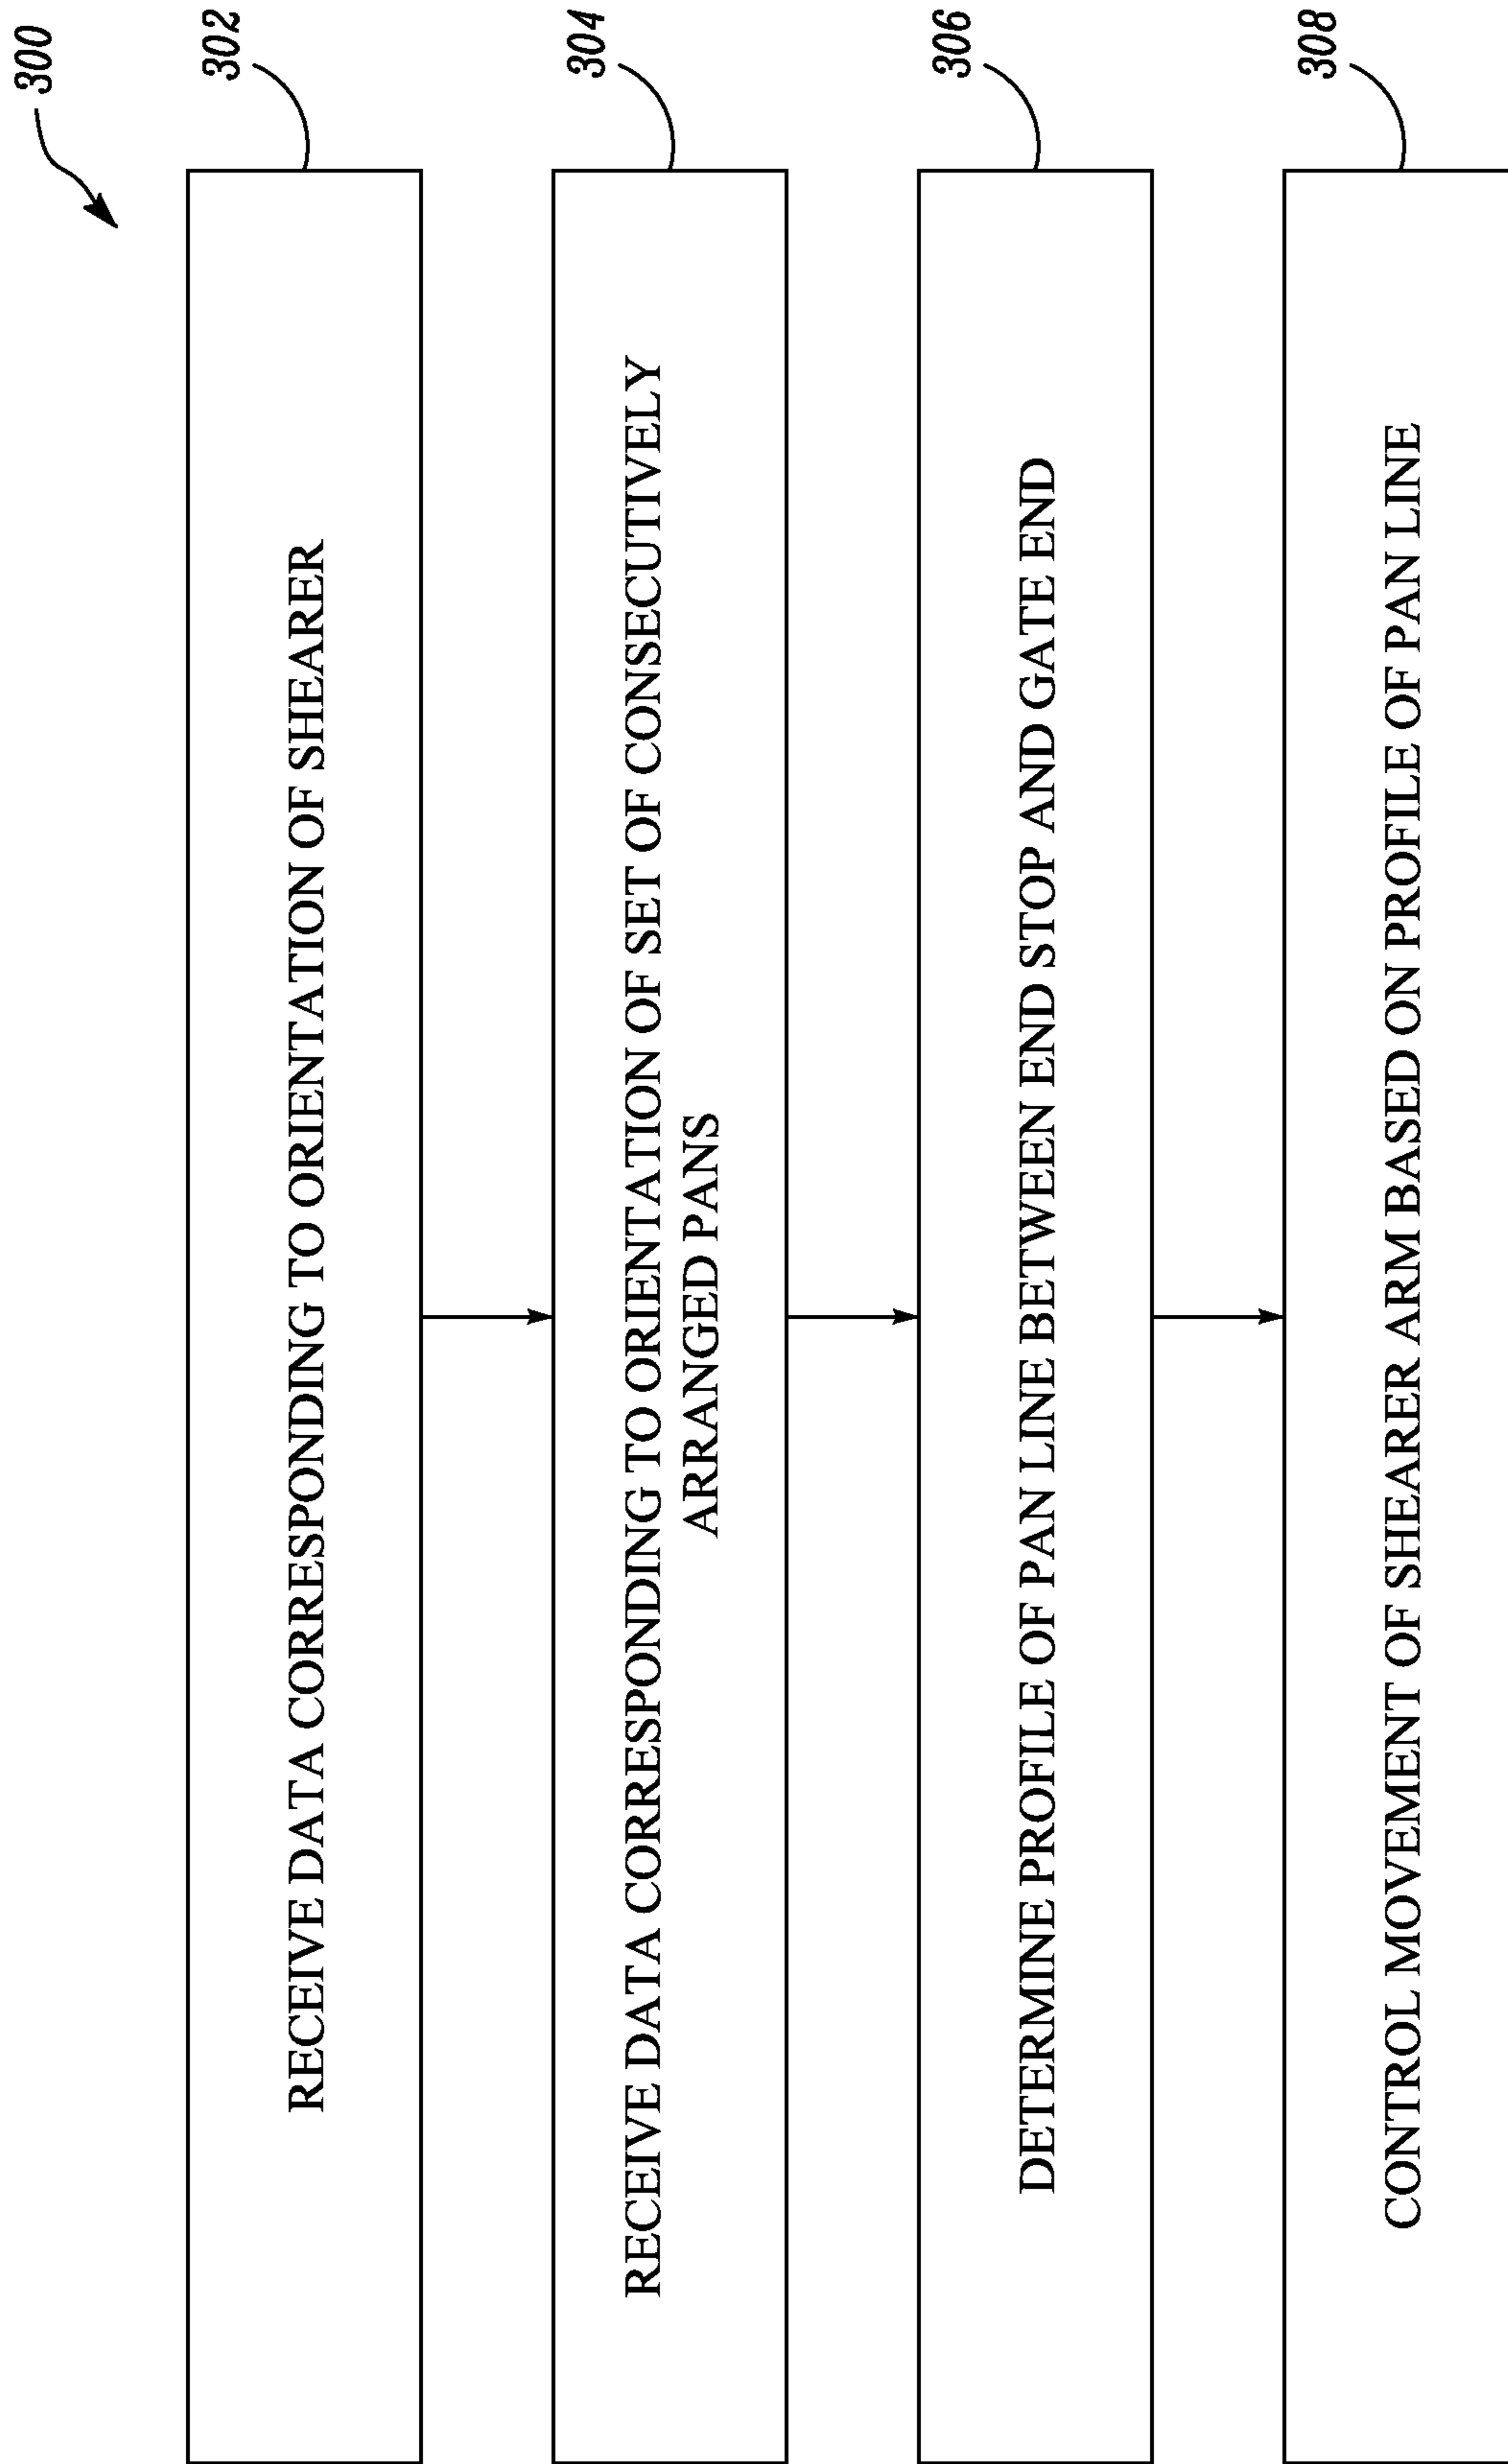 300
302
RECEIVE DATA CORRESPONDING TO ORIENTATION OF SHEARER
304
RECEIVE DATA CORRESPONDING TO ORIENTATION OF SET OF CONSECUTIVELY
ARRANGED PANS
306
DETERMINE PROFILE OF PAN LINE BETWEEN END STOP AND GATE END
308
CONTROL MOVEMENT OF SHEARER ARM BASED ON PROFILE OF PAN LINE